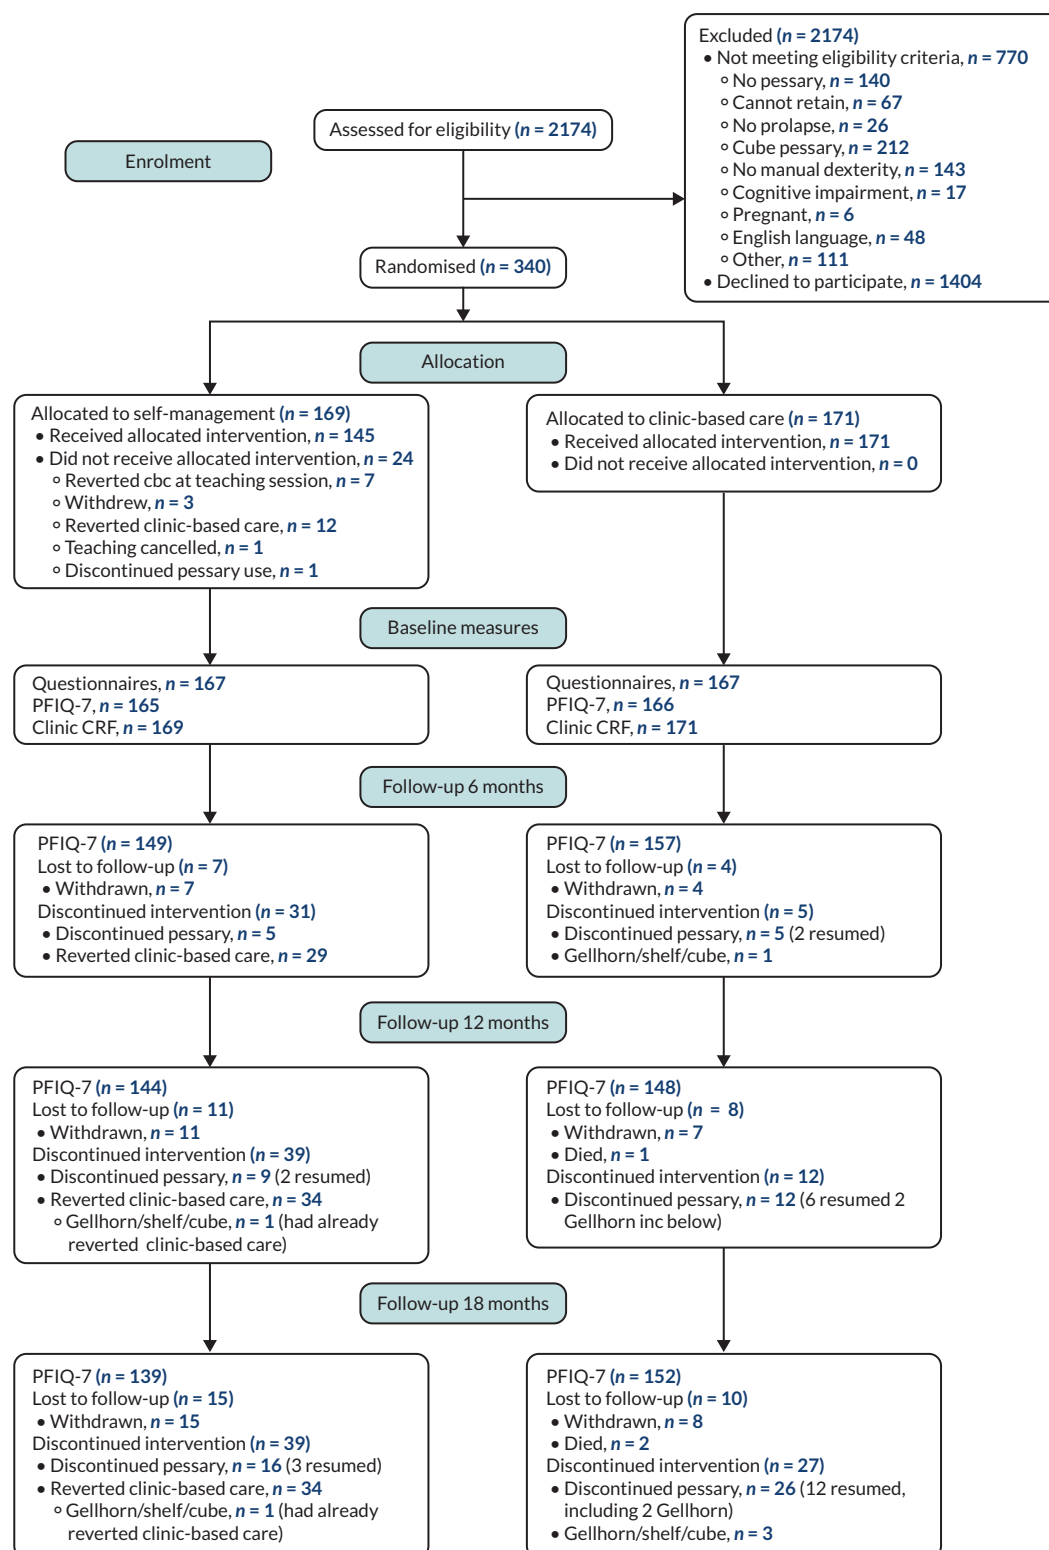 Excluded (n = 2174)
• Not meeting eligibility criteria, n = 770
○ No pessary, n = 140
○ Cannot retain, n = 67
○ No prolapse, n = 26
○ Cube pessary, n = 212
○ No manual dexterity, n = 143
○ Cognitive impairment, n = 17
○ Pregnant, n = 6
○ English language, n = 48
○ Other, n = 111
• Declined to participate, n = 1404
Assessed for eligibility (n = 2174)
Enrolment
Randomised (n = 340)
Allocation
Allocated to self-management (n = 169)
• Received allocated intervention, n = 145
• Did not receive allocated intervention, n = 24
○ Reverted cbc at teaching session, n = 7
○ Withdrew, n = 3
○ Reverted clinic-based care, n = 12
○ Teaching cancelled, n = 1
○ Discontinued pessary use, n = 1
Allocated to clinic-based care (n = 171)
• Received allocated intervention, n = 171
• Did not receive allocated intervention, n = 0
Baseline measures
Questionnaires, n = 167
PFIQ-7, n = 165
Clinic CRF, n = 169
Questionnaires, n = 167
PFIQ-7, n = 166
Clinic CRF, n = 171
Follow-up 6 months
PFIQ-7 (n = 149)
Lost to follow-up (n = 7)
• Withdrawn, n = 7
Discontinued intervention (n = 31)
• Discontinued pessary, n = 5
• Reverted clinic-based care, n = 29
PFIQ-7 (n = 157)
Lost to follow-up (n = 4)
• Withdrawn, n = 4
Discontinued intervention (n = 5)
• Discontinued pessary, n = 5 (2 resumed)
• Gellhorn/shelf/cube, n = 1
Follow-up 12 months
PFIQ-7 (n = 144)
Lost to follow-up (n = 11)
• Withdrawn, n = 11
Discontinued intervention (n = 39)
• Discontinued pessary, n = 9 (2 resumed)
• Reverted clinic-based care, n = 34
○ Gellhorn/shelf/cube, n = 1 (had already
reverted clinic-based care)
PFIQ-7 (n = 148)
Lost to follow-up (n = 8)
• Withdrawn, n = 7
• Died, n = 1
Discontinued intervention (n = 12)
• Discontinued pessary, n = 12 (6 resumed 2
Gellhorn inc below)
Follow-up 18 months
PFIQ-7 (n = 139)
Lost to follow-up (n = 15)
• Withdrawn, n = 15
Discontinued intervention (n = 39)
• Discontinued pessary, n = 16 (3 resumed)
• Reverted clinic-based care, n = 34
○ Gellhorn/shelf/cube, n = 1 (had already
reverted clinic-based care)
PFIQ-7 (n = 152)
Lost to follow-up (n = 10)
• Withdrawn, n = 8
• Died, n = 2
Discontinued intervention (n = 27)
• Discontinued pessary, n = 26 (12 resumed,
including 2 Gellhorn)
• Gellhorn/shelf/cube, n = 3